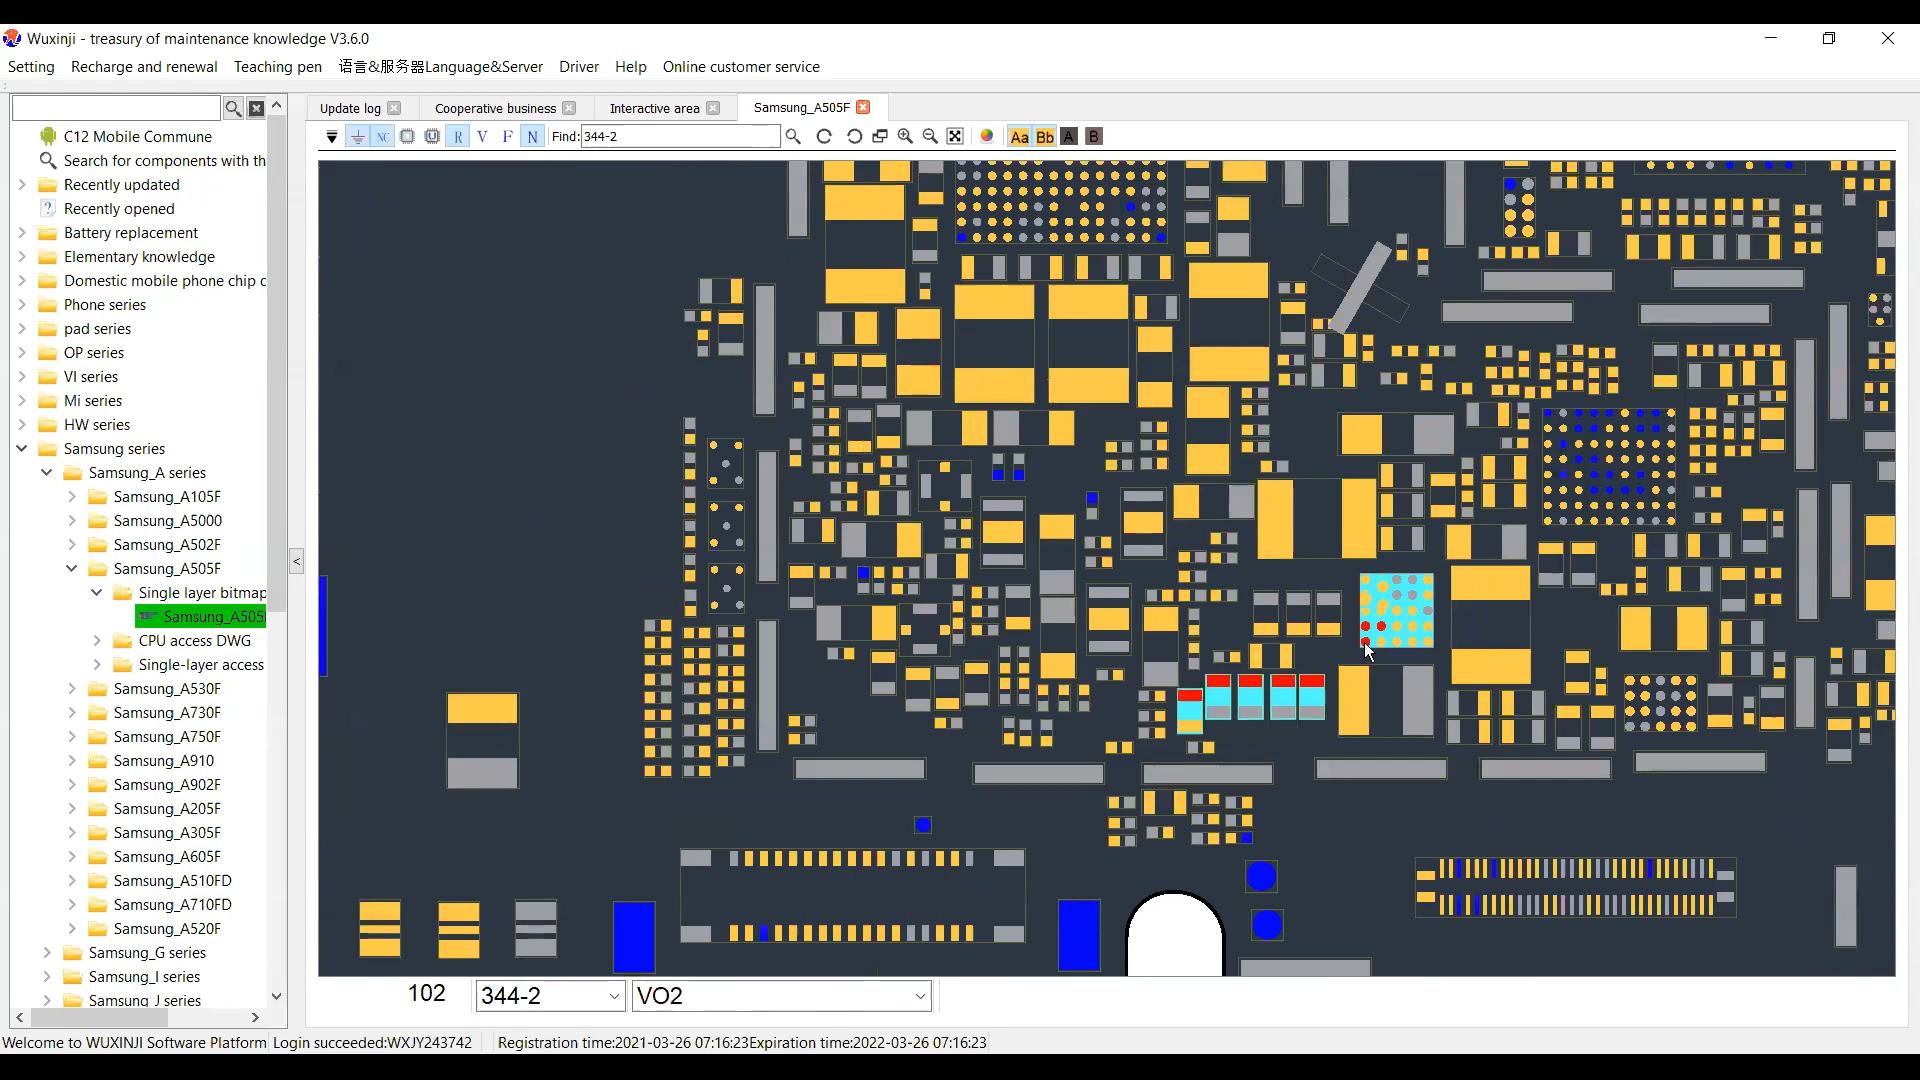 Wuxinji - treasury of maintenance knowledge V3.6.0
Setting Recharge and renewal Teaching pen 语言&服务器Language&Server Driver Help Online customer service
Update log Cooperative business Interactive area Samsung_A505F
NC R V F N Find: 344-2 Aa Bb A B
C12 Mobile Commune
Search for components with th
Recently updated
Recently opened
Battery replacement
Elementary knowledge
Domestic mobile phone chip c
Phone series
pad series
OP series
VI series
Mi series
HW series
Samsung series
Samsung_A series
Samsung_A105F
Samsung_A5000
Samsung_A502F
Samsung_A505F
Single layer bitmap
Samsung_A505
CPU access DWG
Single-layer access
Samsung_A530F
Samsung_A730F
Samsung_A750F
Samsung_A910
Samsung_A902F
Samsung_A205F
Samsung_A305F
Samsung_A605F
Samsung_A510FD
Samsung_A710FD
Samsung_A520F
Samsung_G series
Samsung_I series
Samsung_J series
<
102 344-2 VO2
Welcome to WUXINJI Software Platform Login succeeded:WXJY243742 Registration time:2021-03-26 07:16:23Expiration time:2022-03-26 07:16:23